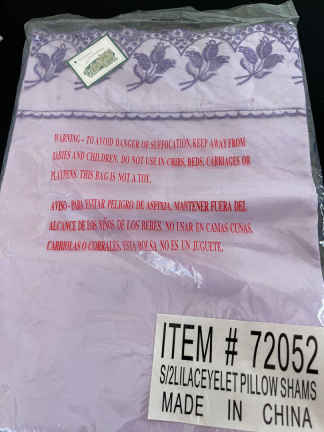 WARNING - TO AVOID DANGER OF SUFFOCATION, KEEP AWAY FROM
BABIES AND CHILDREN. DO NOT USE IN CRIBS, BEDS, CARRIAGES OR
PLAYPENS. THIS BAG IS NOT A TOY.
AVISO - PARA EVITAR PELIGRO DE ASFIXIA, MANTENER FUERA DEL
ALCANCE DE LOS NIÑOS DE LOS BEBES. NO USAR EN CAMAS CUNAS,
CARRIOLAS O CORRALES. ESTA BOLSA, NO ES UN JUGUETE.
ITEM # 72052
S/2LILACEYELET PILLOW SHAMS
MADE IN CHINA